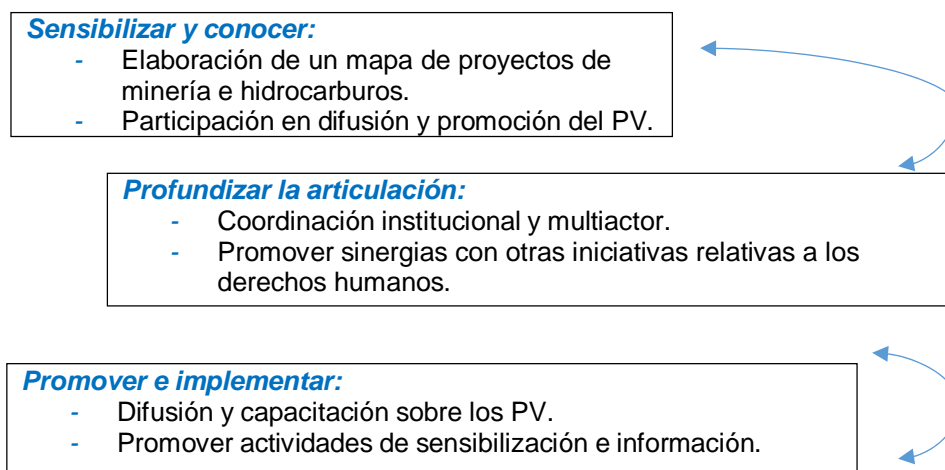 Sensibilizar y conocer:
- Elaboración de un mapa de proyectos de
minería e hidrocarburos.
- Participación en difusión y promoción del PV.
Profundizar la articulación:
- Coordinación institucional y multiactor.
- Promover sinergias con otras iniciativas relativas a los
derechos humanos.
Promover e implementar:
- Difusión y capacitación sobre los PV.
- Promover actividades de sensibilización e información.